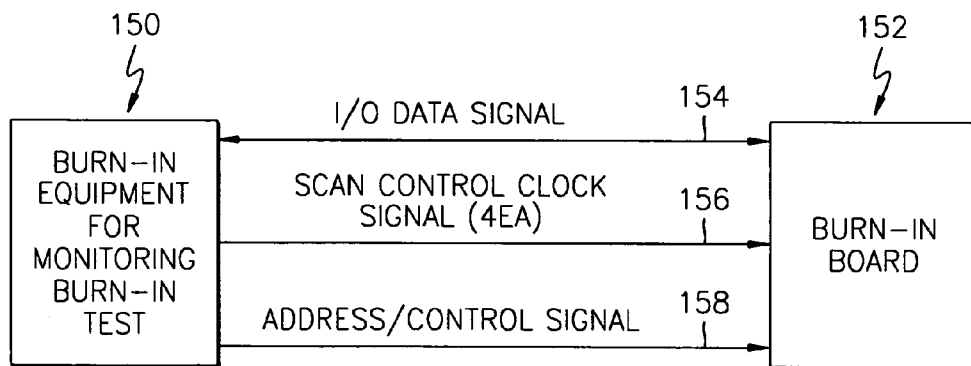 150
152
I/O DATA SIGNAL
154
BURN-IN
EQUIPMENT
FOR
MONITORING
BURN-IN
TEST
SCAN CONTROL CLOCK
SIGNAL (4EA)
156
BURN-IN
BOARD
ADDRESS/CONTROL SIGNAL
158